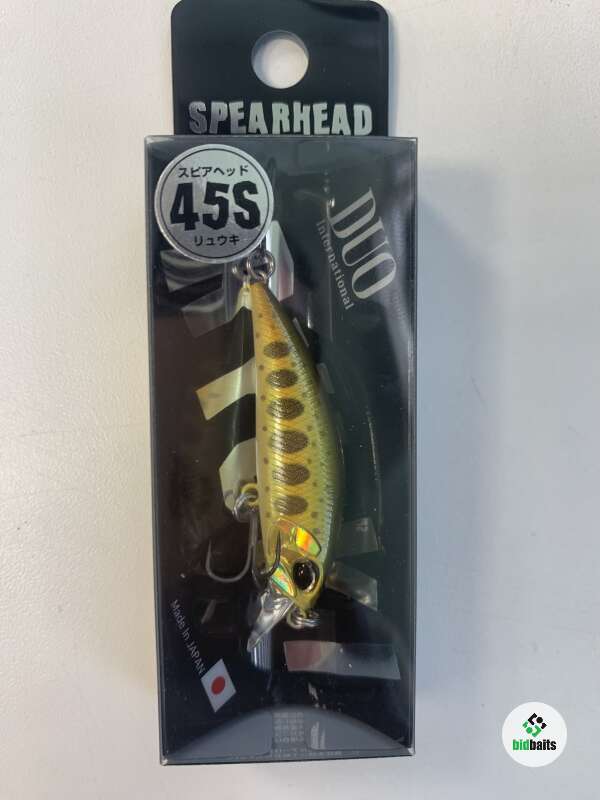 SPEARHEAD
スピアヘッド
45S
リュウキ
DUO
International
Made in JAPAN
bidbaits